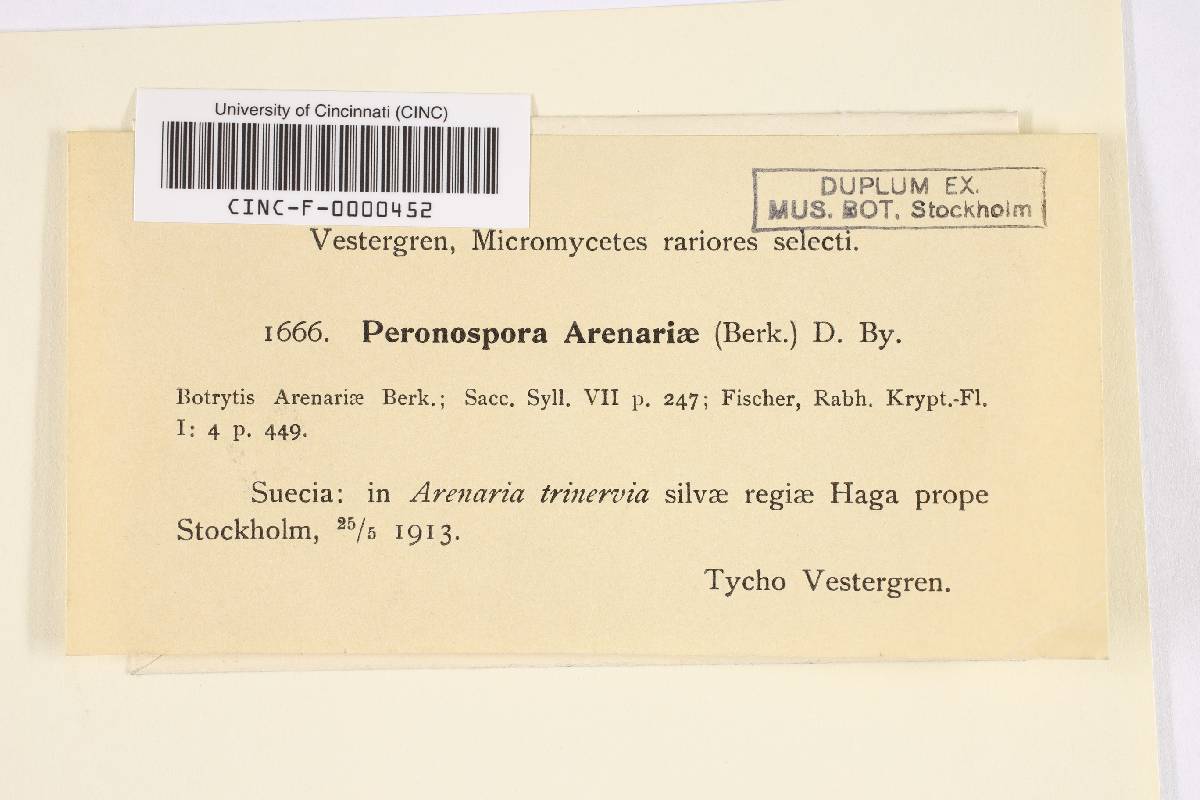 University of Cincinnati (CINC)
CINC-F-0000452
DUPLUM EX.
MUS. BOT. Stockholm
Vestergren, Micromycetes rariores selecti.
1666. Peronospora Arenariæ (Berk.) D. By.
Botrytis Arenariæ Berk.; Sacc. Syll. VII p. 247; Fischer, Rabh. Krypt.-Fl.
I: 4 p. 449.
Suecia: in Arenaria trinervia silvæ regiæ Haga prope
Stockholm, 25/5 1913.
Tycho Vestergren.